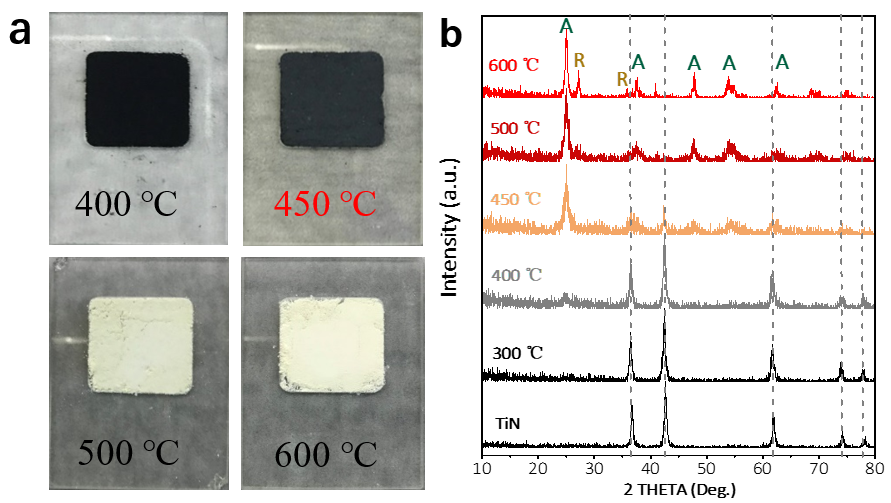 a
400 °C
450 °C
500 °C
600 °C
b
Intensity (a.u.)
600 ℃
A
R
R
A
A
A
A
500 ℃
450 ℃
400 ℃
300 ℃
TiN
10 20 30 40 50 60 70 80
2 THETA (Deg.)